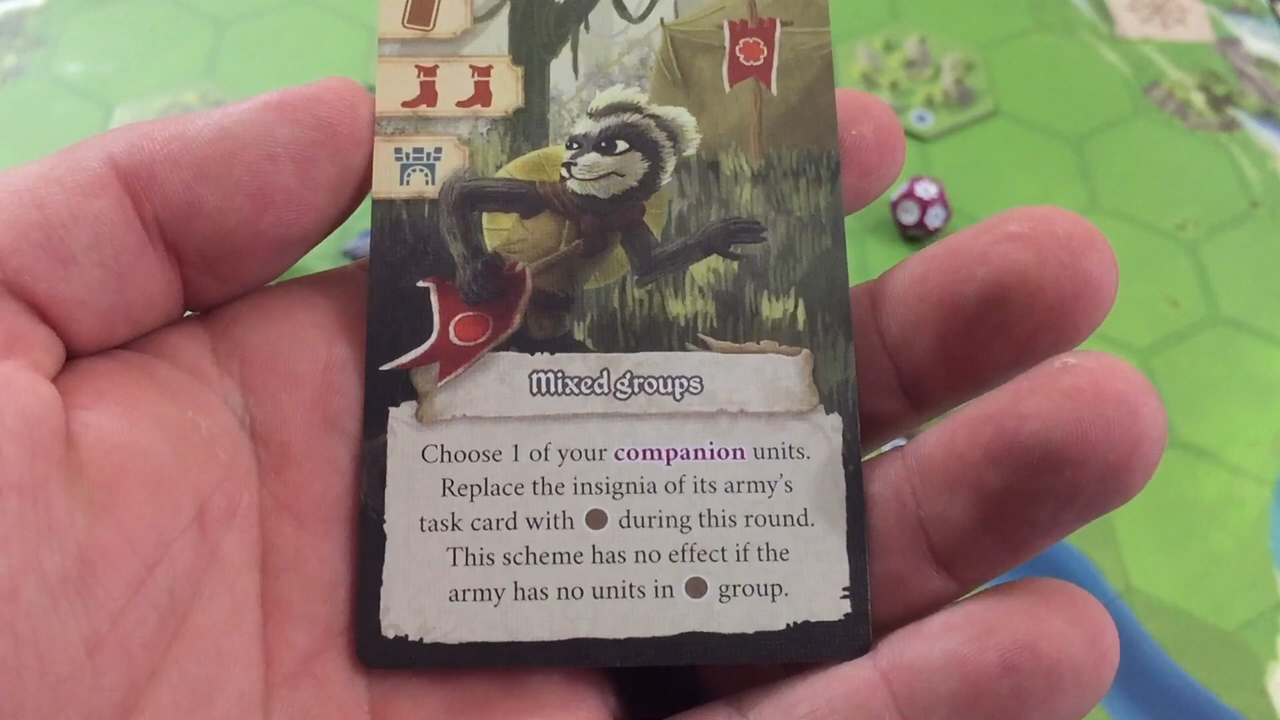 Mixed groups
Choose 1 of your companion units.
Replace the insignia of its army's
task card with ● during this round.
This scheme has no effect if the
army has no units in ● group.